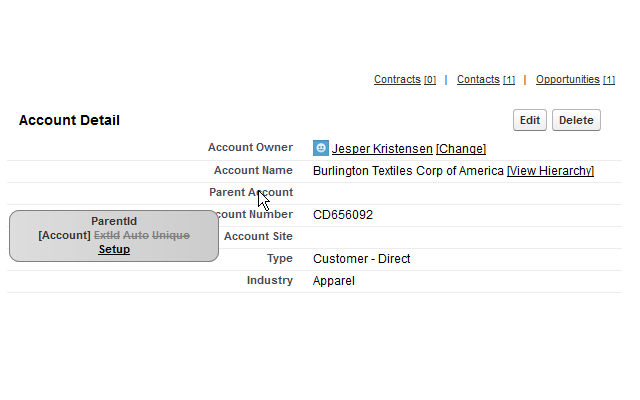 Contracts [0] | Contacts [1] | Opportunities [1]
Account Detail Edit Delete
Account Owner Jesper Kristensen [Change]
Account Name Burlington Textiles Corp of America [View Hierarchy]
Parent Account
count Number CD656092
Account Site
Type Customer - Direct
Industry Apparel
ParentId
[Account] ExtId Auto Unique
Setup